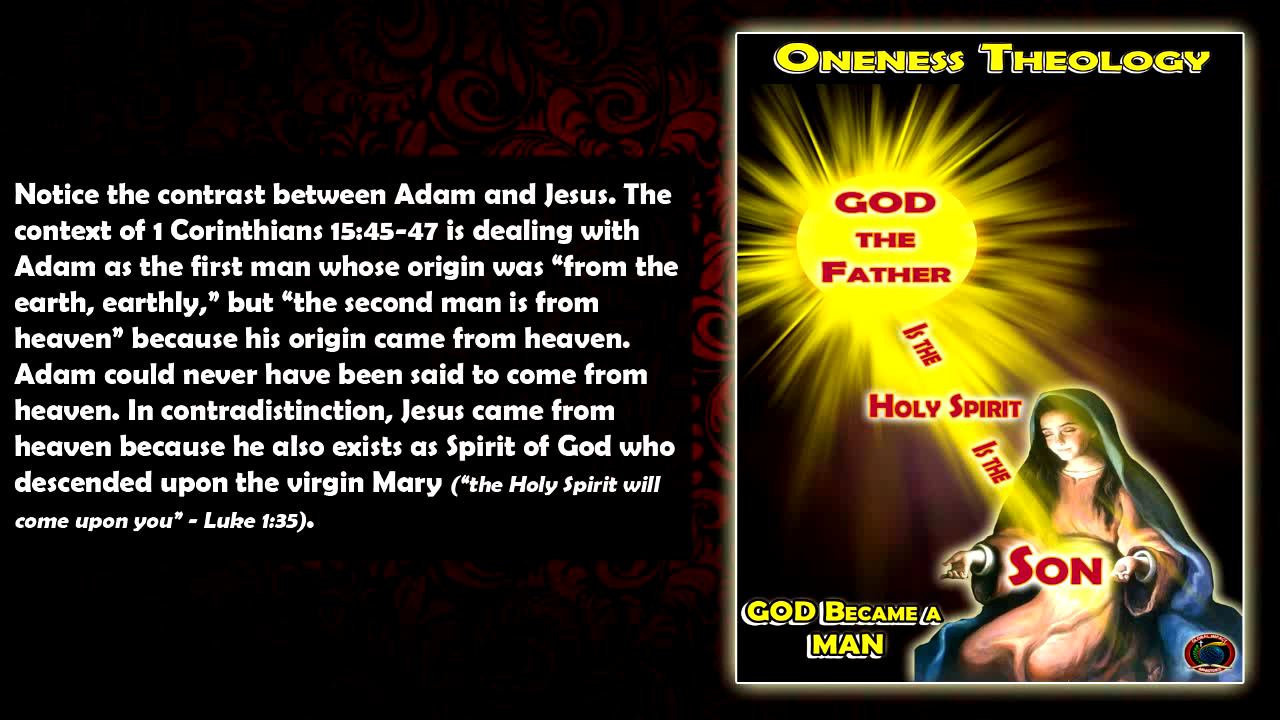 Notice the contrast between Adam and Jesus. The
context of 1 Corinthians 15:45-47 is dealing with
Adam as the first man whose origin was “from the
earth, earthly,” but “the second man is from
heaven” because his origin came from heaven.
Adam could never have been said to come from
heaven. In contradistinction, Jesus came from
heaven because he also exists as Spirit of God who
descended upon the virgin Mary (“the Holy Spirit will
come upon you” - Luke 1:35).
Oneness Theology
GOD
THE
Father
Is the
Holy Spirit
Is the
Son
GOD Became a
MAN